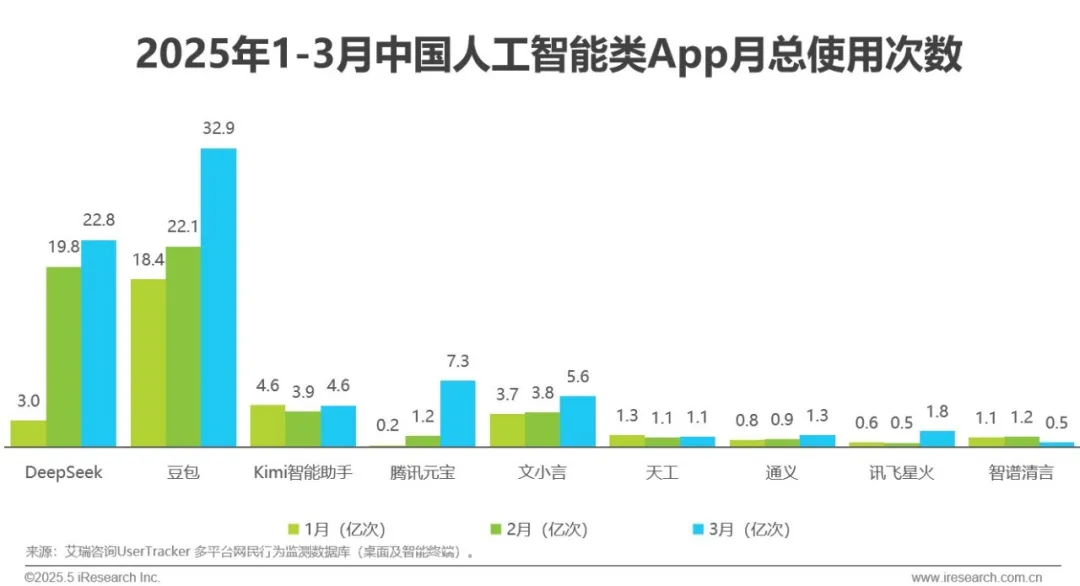 2025年1-3月中国人工智能类App月总使用次数
3.0 19.8 22.8
18.4 22.1 32.9
4.6 3.9 4.6
0.2 1.2 7.3
3.7 3.8 5.6
1.3 1.1 1.1
0.8 0.9 1.3
0.6 0.5 1.8
1.1 1.2 0.5
DeepSeek 豆包 Kimi智能助手 腾讯元宝 文小言 天工 通义 讯飞星火 智谱清言
1月（亿次） 2月（亿次） 3月（亿次）
来源：艾瑞咨询UserTracker 多平台网民行为监测数据库（桌面及智能终端）。
©2025.5 iResearch Inc. www.iresearch.com.cn